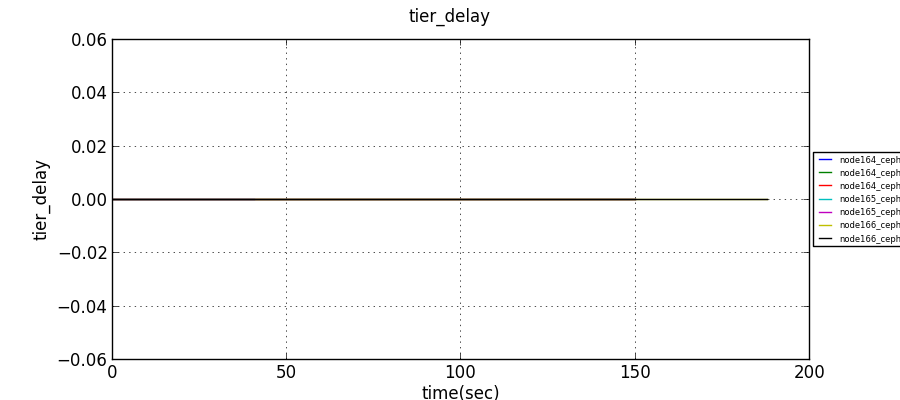 tier_delay
0.06
0.04
0.02
0.00
−0.02
−0.04
−0.06
tier_delay
0 50 100 150 200
time(sec)
node164_ceph
node164_ceph
node164_ceph
node165_ceph
node165_ceph
node166_ceph
node166_ceph